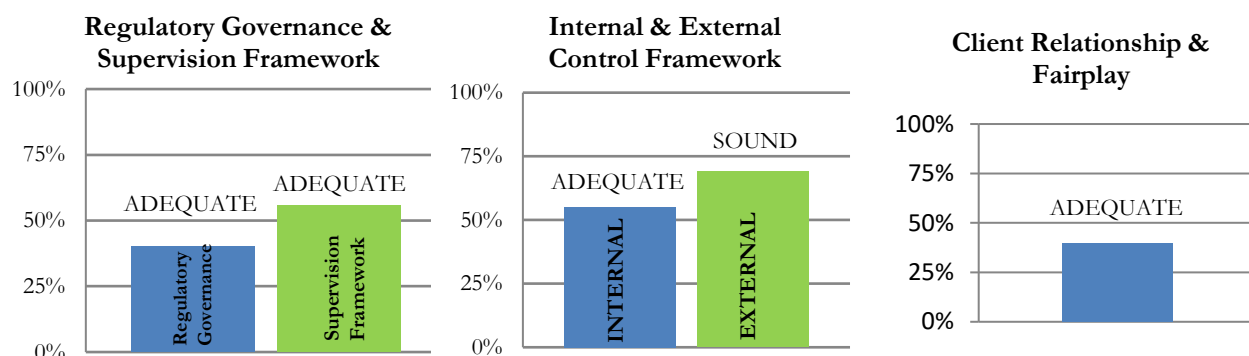 Regulatory Governance &
Supervision Framework
100%
75%
50%
25%
0%
ADEQUATE
ADEQUATE
Regulatory
Governance
Supervision
Framework
Internal & External
Control Framework
100%
75%
50%
25%
0%
ADEQUATE
SOUND
INTERNAL
EXTERNAL
Client Relationship &
Fairplay
100%
75%
50%
25%
0%
ADEQUATE